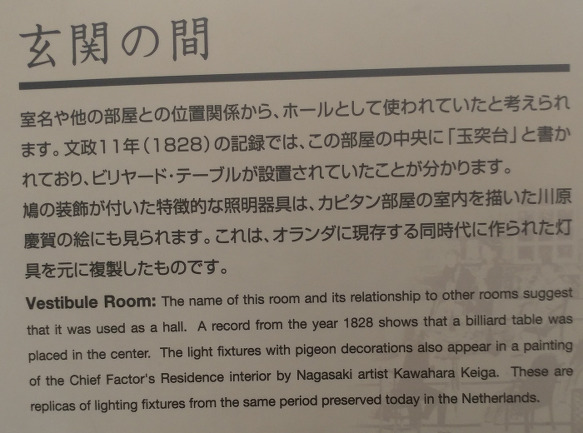 玄関の間
室名や他の部屋との位置関係から、ホールとして使われていたと考えられ
ます。文政11年(1828)の記録では、この部屋の中央に「玉突台」と書か
れており、ビリヤード・テーブルが設置されていたことが分かります。
鳩の装飾が付いた特徴的な照明器具は、カピタン部屋の室内を描いた川原
慶賀の絵にも見られます。これは、オランダに現存する同時代に作られた灯
具を元に複製したものです。
Vestibule Room: The name of this room and its relationship to other rooms suggest
that it was used as a hall. A record from the year 1828 shows that a billiard table was
placed in the center. The light fixtures with pigeon decorations also appear in a painting
of the Chief Factor's Residence interior by Nagasaki artist Kawahara Keiga. These are
replicas of lighting fixtures from the same period preserved today in the Netherlands.